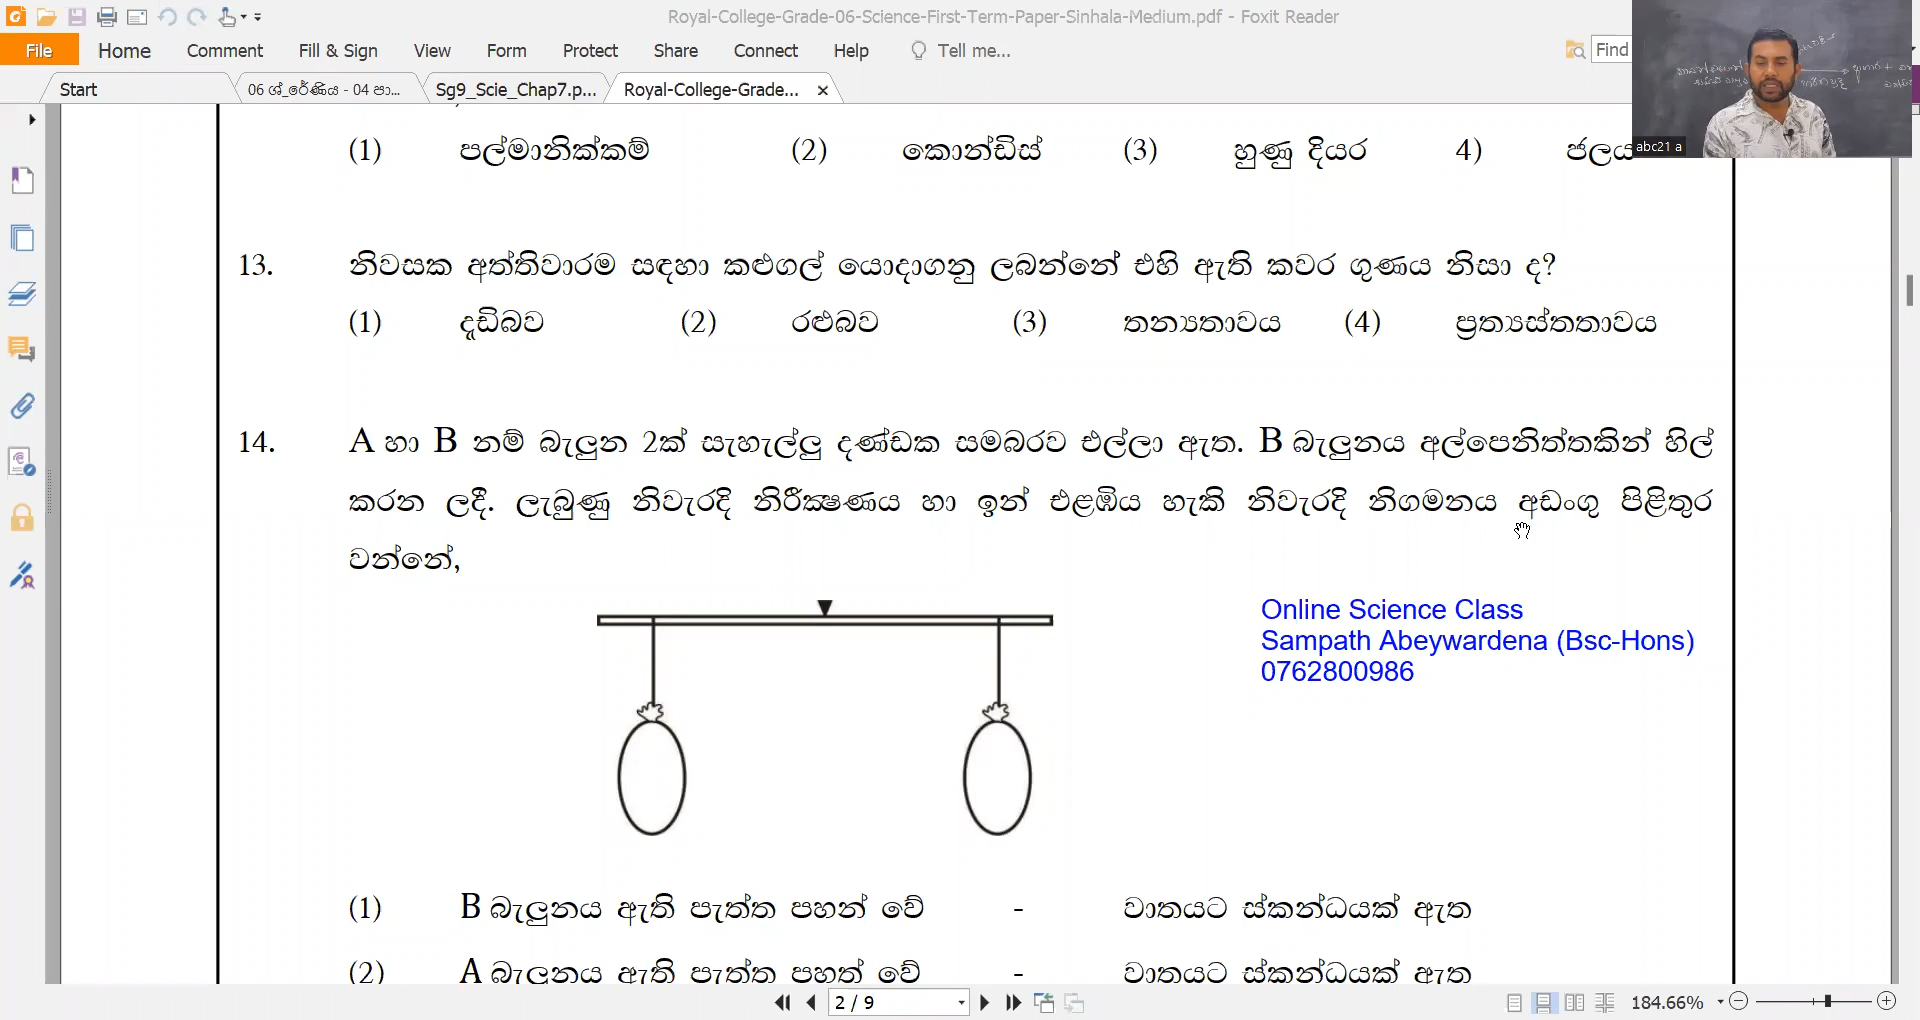 Royal-College-Grade-06-Science-First-Term-Paper-Sinhala-Medium.pdf - Foxit Reader
File Home Comment Fill & Sign View Form Protect Share Connect Help Tell me... Find
Start 06 ශ්‍රේණිය - 04 පා... Sg9_Scie_Chap7.p... Royal-College-Grade...
abc21 a
(1) පල්මානික්කම් (2) කොන්ඩිස් (3) හුණු දියර 4) ජලය
13. නිවසක අත්තිවාරම සඳහා කළුගල් යොදාගනු ලබන්නේ එහි ඇති කවර ගුණය නිසා ද?
(1) දැඩිබව (2) රළුබව (3) තන්‍යතාවය (4) ප්‍රත්‍යස්තතාවය
14. A හා B නම් බැලුන 2ක් සැහැල්ලු දණ්ඩක සමබරව එල්ලා ඇත. B බැලුනය අල්පෙනිත්තකින් හිල්
කරන ලදී. ලැබුණු නිවැරදි නිරීක්‍ෂණය හා ඉන් එළඹිය හැකි නිවැරදි නිගමනය අඩංගු පිළිතුර
වන්නේ,
Online Science Class
Sampath Abeywardena (Bsc-Hons)
0762800986
(1) B බැලුනය ඇති පැත්ත පහත් වේ - වාතයට ස්කන්ධයක් ඇත
(2) A බැලුනය ඇති පැත්ත පහත් වේ - වාතයට ස්කන්ධයක් ඇත
2 / 9
184.66%